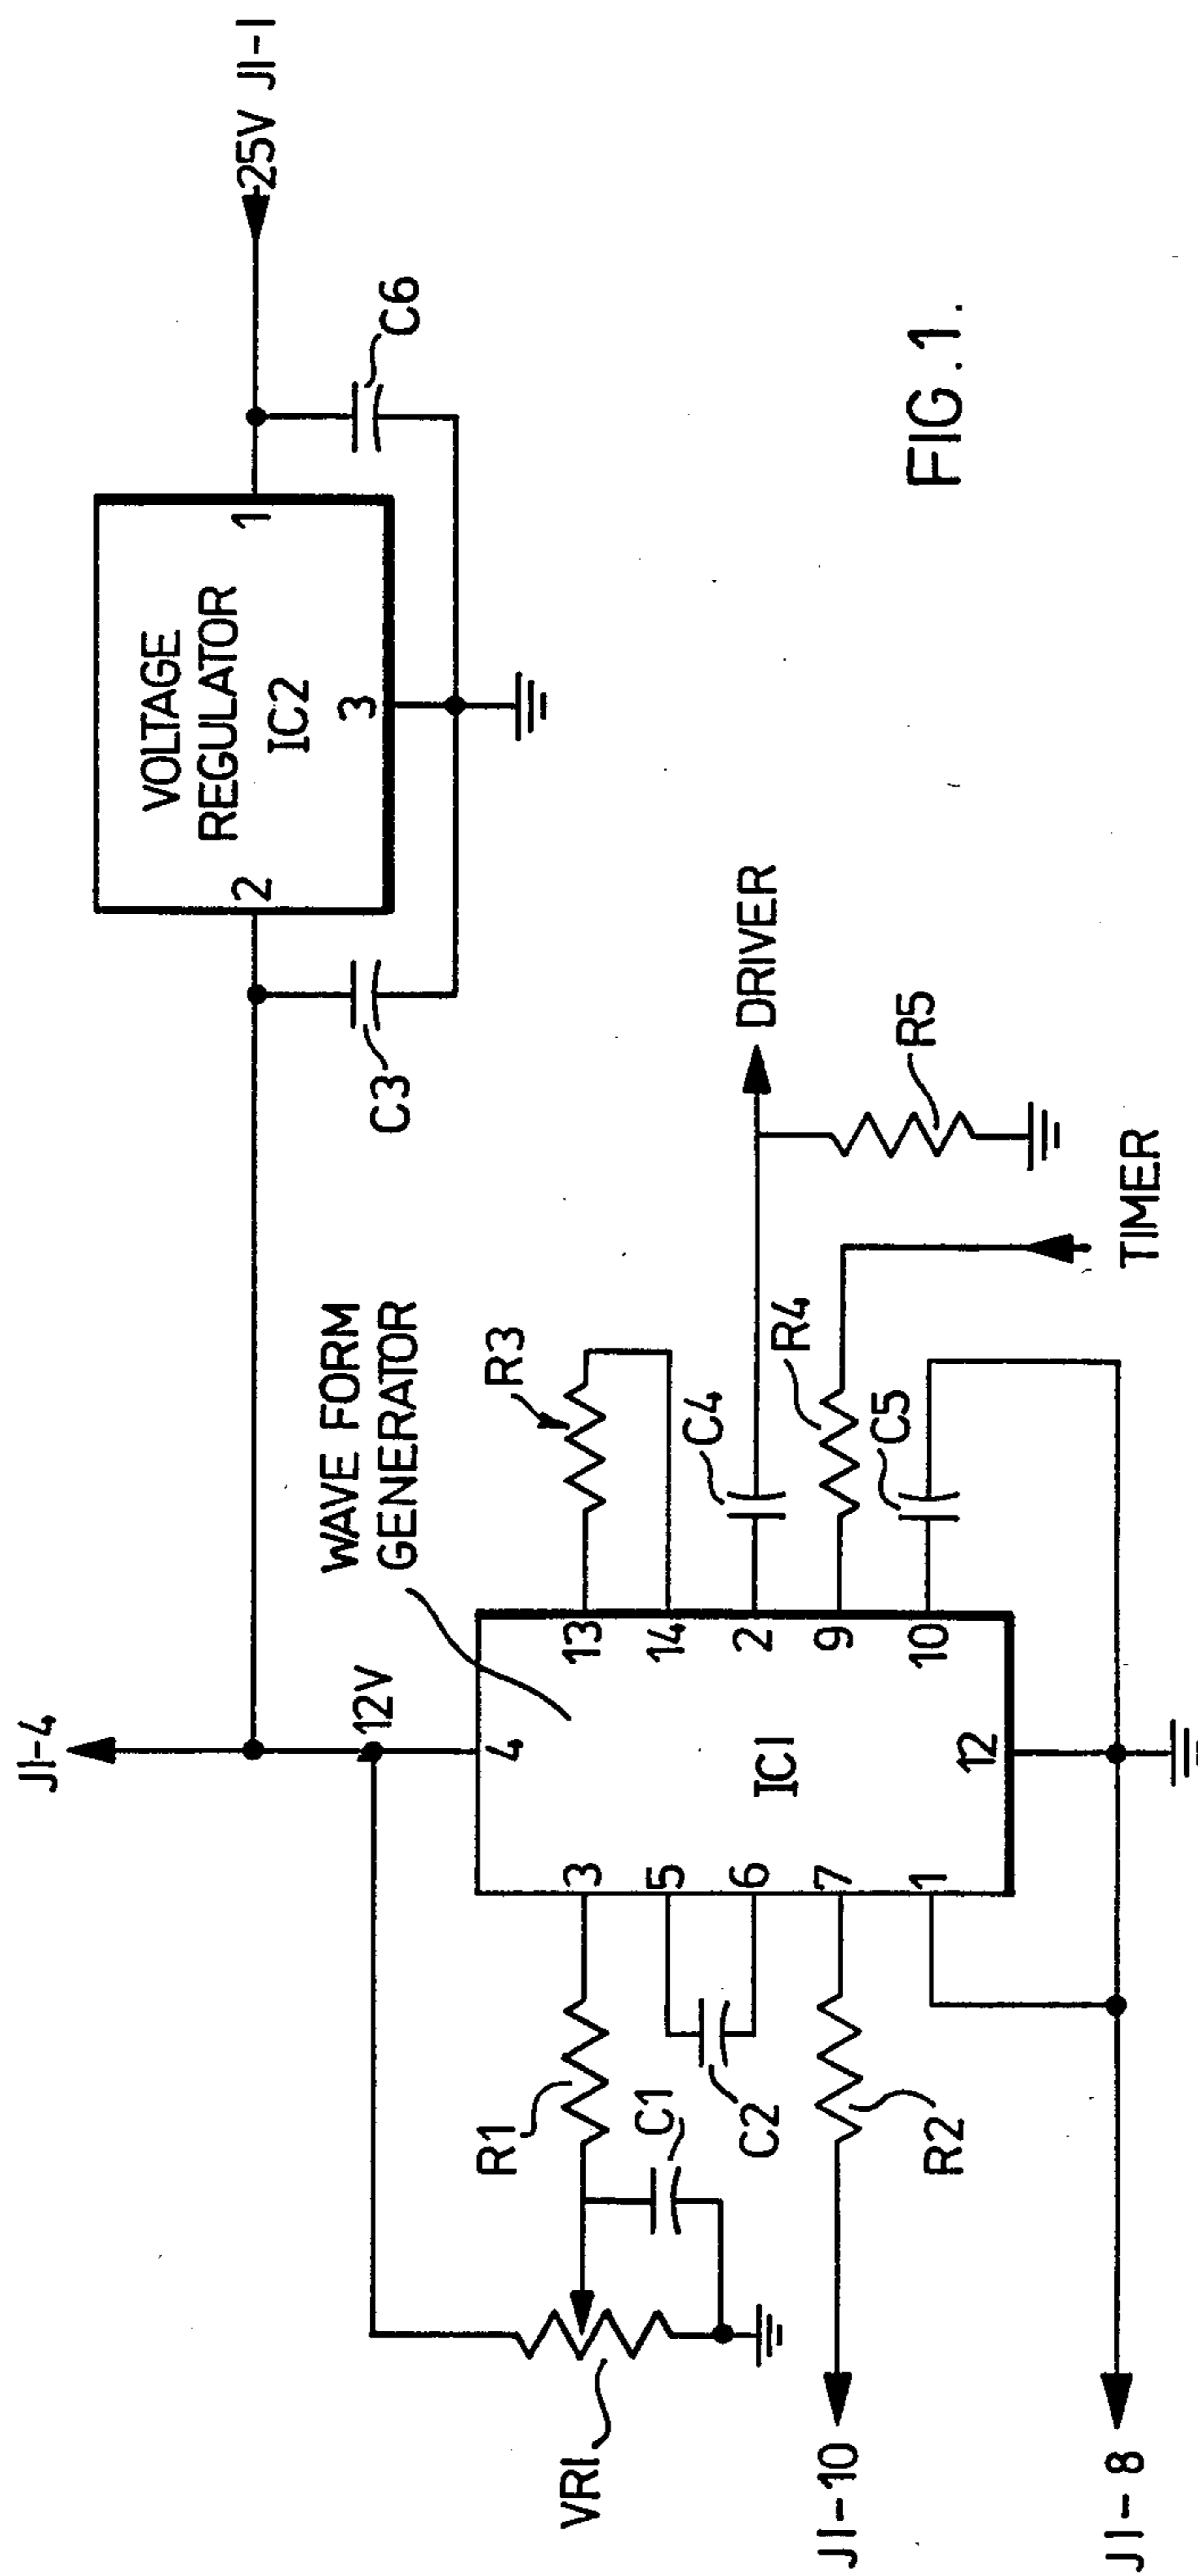 J1-4
12V
VOLTAGE
REGULATOR
IC2
2
1
3
25V J1-1
C3
C6
WAVE FORM
GENERATOR
4
IC1
3
5
6
7
1
12
13
14
2
9
10
R1
C1
C2
R2
VR1
J1-10
J1-8
R3
C4
DRIVER
R4
C5
R5
TIMER
FIG.1.